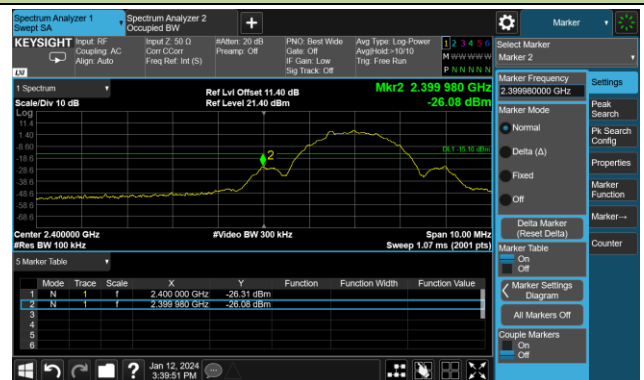 Spectrum Analyzer 1
Swept SA
Spectrum Analyzer 2
Occupied BW
Marker
KEYSIGHT
Input: RF
Coupling: AC
Align: Auto
Input Z: 50 Ω
Corr CCorr
Freq Ref: Int (S)
#Atten: 20 dB
Preamp: Off
PNO: Best Wide
Gate: Off
IF Gain: Low
Sig Track: Off
Avg Type: Log-Power
Avg|Hold:>10/10
Trig: Free Run
1 2 3 4 5 6
M W W W W W
P N N N N N
LXI
Select Marker
Marker 2
1 Spectrum
Scale/Div 10 dB
Log
Ref Lvl Offset 11.40 dB
Ref Level 21.40 dBm
Mkr2 2.399 980 GHz
-26.08 dBm
11.4
1.40
-8.60
-18.6
-28.6
-38.6
-48.6
-58.6
-68.6
2
DL1 -15.10 dBm
Center 2.400000 GHz
#Res BW 100 kHz
#Video BW 300 kHz
Span 10.00 MHz
Sweep 1.07 ms (2001 pts)
5 Marker Table
Mode Trace Scale X Y Function Function Width Function Value
1 N 1 f 2.400 000 GHz -26.31 dBm
2 N 1 f 2.399 980 GHz -26.08 dBm
3
4
5
6
Marker Frequency
2.399980000 GHz
Marker Mode
Normal
Delta (Δ)
Fixed
Off
Delta Marker
(Reset Delta)
Marker Table
On
Off
Marker Settings
Diagram
All Markers Off
Couple Markers
On
Off
Settings
Peak
Search
Pk Search
Config
Properties
Marker
Function
Marker→
Counter
?
Jan 12, 2024
3:39:51 PM